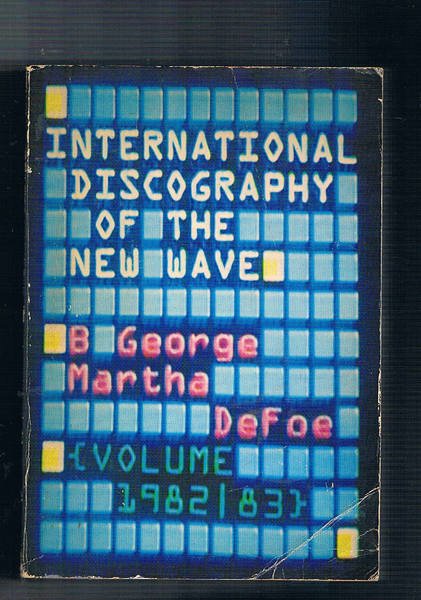 INTERNATIONAL
DISCOGRAPHY
OF THE
NEW WAVE
B George
Martha
DeFoe
{VOLUME
1982|83}